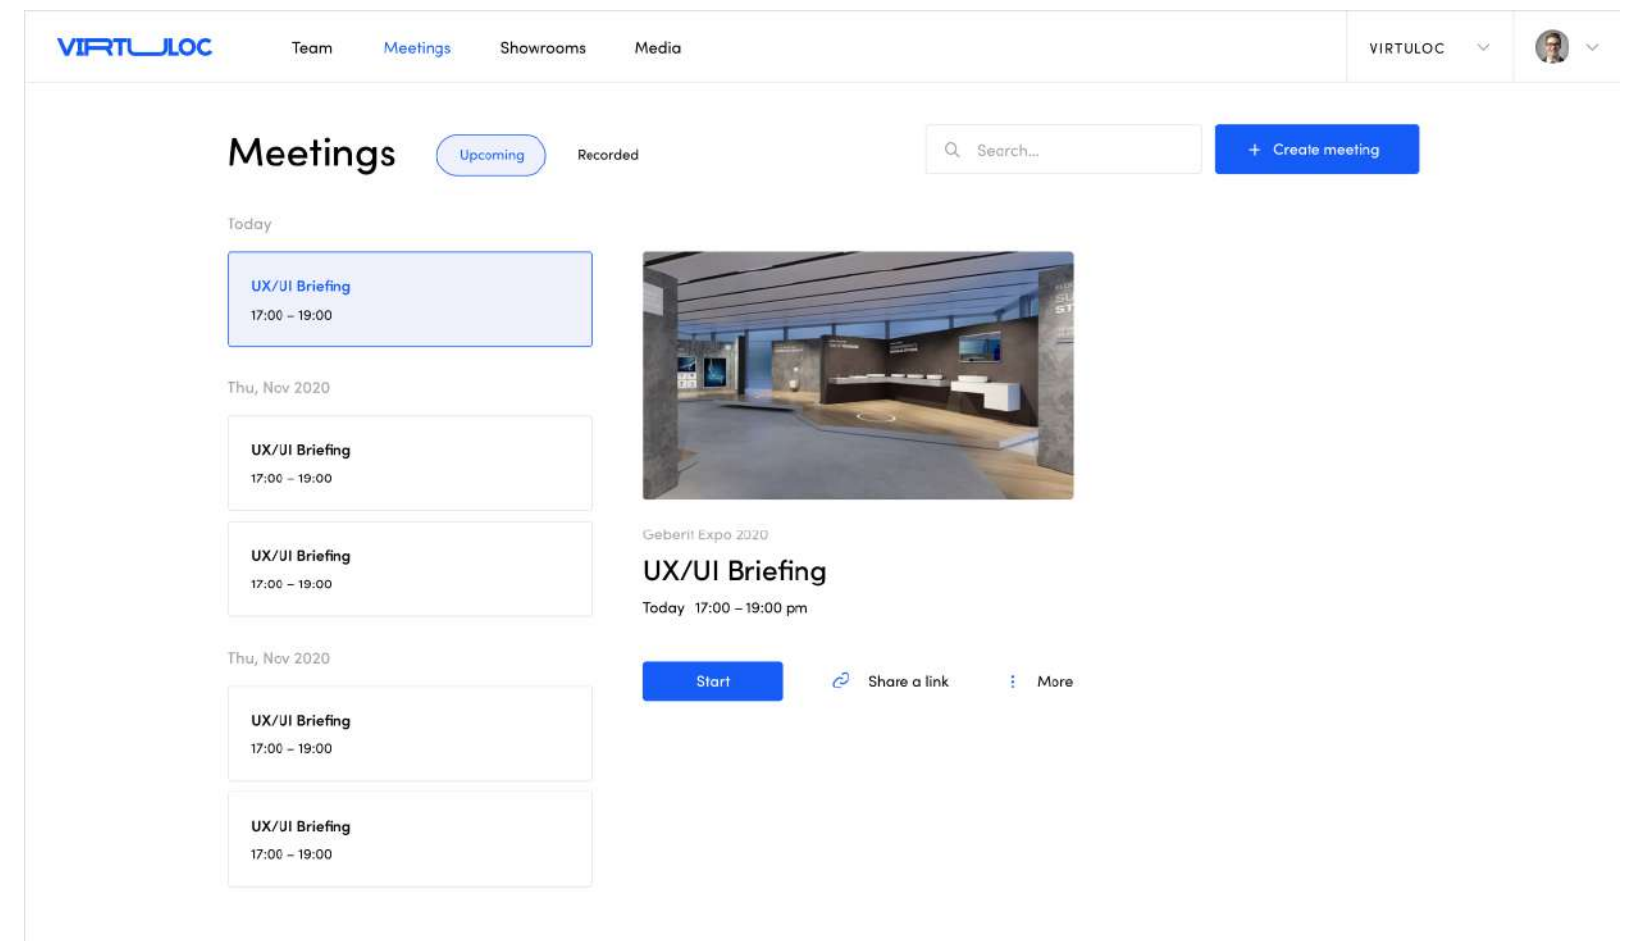 VIRTULOC Team Meetings Showrooms Media VIRTULOC
Meetings Upcoming Recorded Search... + Create meeting
Today
UX/UI Briefing
17:00 – 19:00
Thu, Nov 2020
UX/UI Briefing
17:00 – 19:00
UX/UI Briefing
17:00 – 19:00
Thu, Nov 2020
UX/UI Briefing
17:00 – 19:00
UX/UI Briefing
17:00 – 19:00
Geberit Expo 2020
UX/UI Briefing
Today 17:00 – 19:00 pm
Start Share a link More